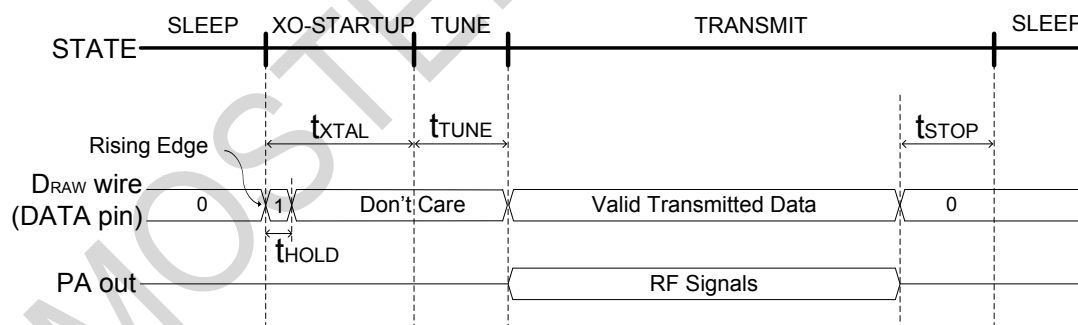 SLEEP XO-STARTUP TUNE TRANSMIT SLEEP
STATE
tXTAL tTUNE tSTOP
Rising Edge
DRAW wire
(DATA pin)
0 1 Don't Care Valid Transmitted Data 0
tHOLD
PA out RF Signals